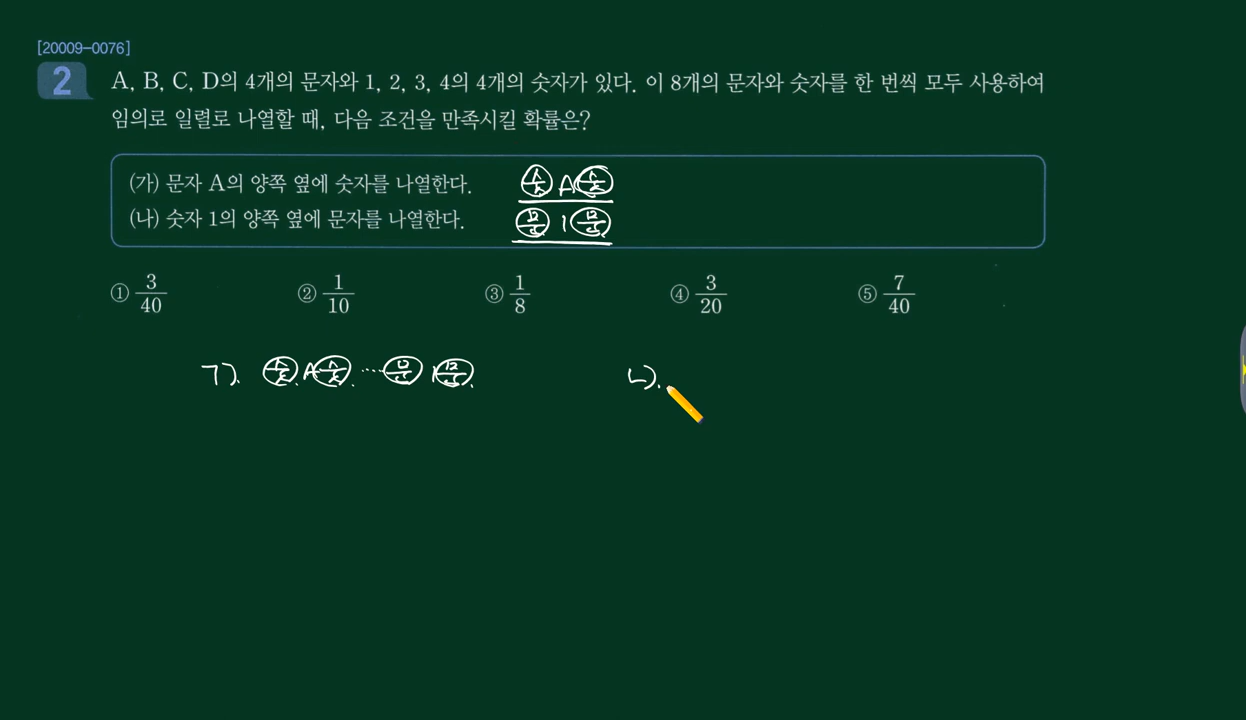 [20009-0076]
2 A, B, C, D의 4개의 문자와 1, 2, 3, 4의 4개의 숫자가 있다. 이 8개의 문자와 숫자를 한 번씩 모두 사용하여
임의로 일렬로 나열할 때, 다음 조건을 만족시킬 확률은?
(가) 문자 A의 양쪽 옆에 숫자를 나열한다. 숫 A 숫
(나) 숫자 1의 양쪽 옆에 문자를 나열한다. 문 1 문
① 3/40 ② 1/10 ③ 1/8 ④ 3/20 ⑤ 7/40
ㄱ). 숫 A 숫 ... 문 1 문 ㄴ).